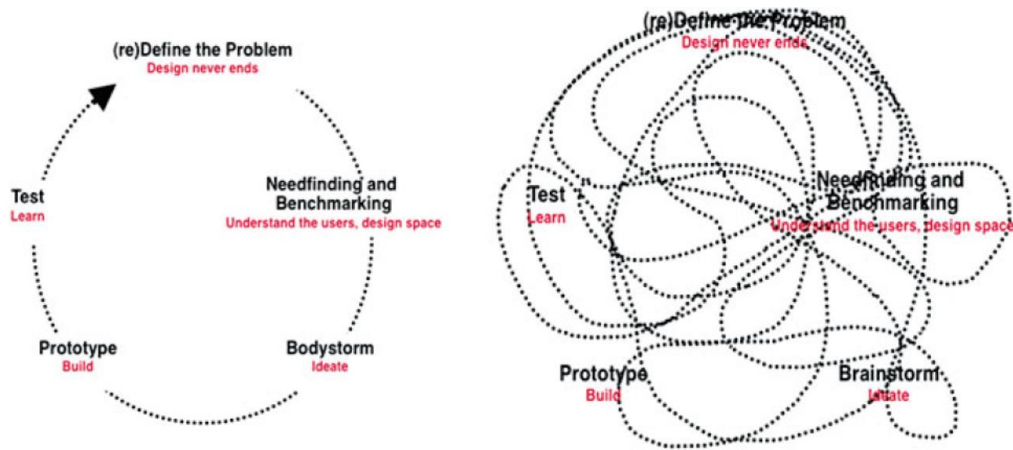 (re)Define the Problem
Design never ends
Needfinding and
Benchmarking
Understand the users, design space
Bodystorm
Ideate
Prototype
Build
Test
Learn
(re)Define the Problem
Design never ends
Needfinding and
Benchmarking
Understand the users, design space
Brainstorm
Ideate
Prototype
Build
Test
Learn